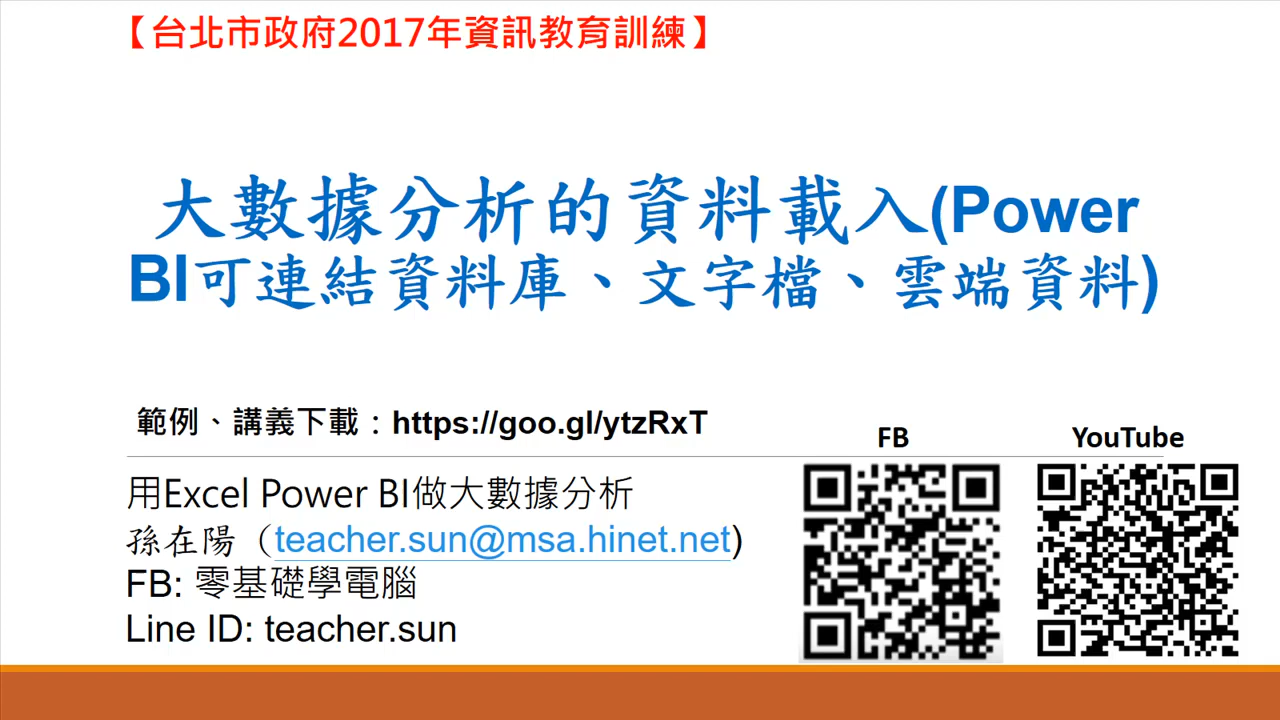 【台北市政府2017年資訊教育訓練】
大數據分析的資料載入(Power
BI可連結資料庫、文字檔、雲端資料)
範例、講義下載：https://goo.gl/ytzRxT
FB
YouTube
用Excel Power BI做大數據分析
孫在陽（teacher.sun@msa.hinet.net)
FB: 零基礎學電腦
Line ID: teacher.sun